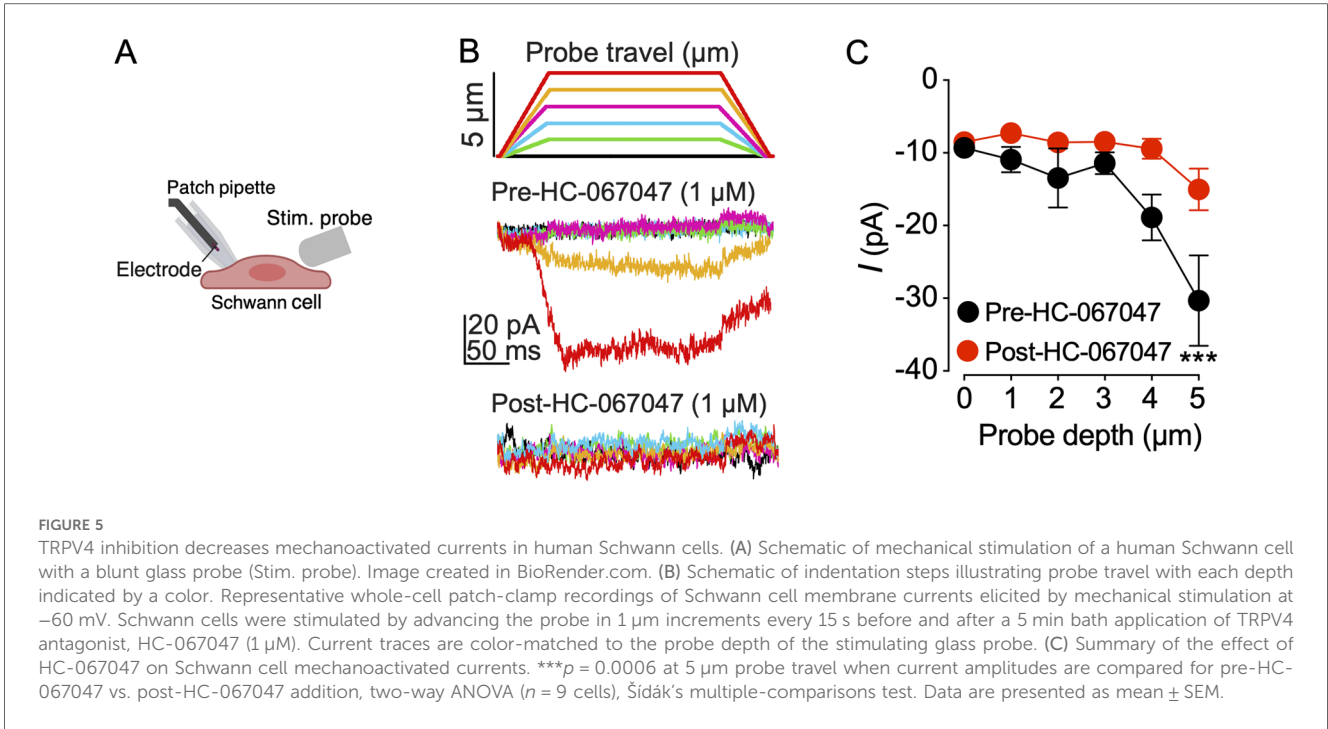 A
Patch pipette
Stim. probe
Electrode
Schwann cell
B
Probe travel (µm)
5 µm
Pre-HC-067047 (1 µM)
20 pA
50 ms
Post-HC-067047 (1 µM)
C
0
-10
-20
-30
-40
I (pA)
Pre-HC-067047
Post-HC-067047
***
0 1 2 3 4 5
Probe depth (µm)
FIGURE 5
TRPV4 inhibition decreases mechanoactivated currents in human Schwann cells. (A) Schematic of mechanical stimulation of a human Schwann cell
with a blunt glass probe (Stim. probe). Image created in BioRender.com. (B) Schematic of indentation steps illustrating probe travel with each depth
indicated by a color. Representative whole-cell patch-clamp recordings of Schwann cell membrane currents elicited by mechanical stimulation at
−60 mV. Schwann cells were stimulated by advancing the probe in 1 µm increments every 15 s before and after a 5 min bath application of TRPV4
antagonist, HC-067047 (1 µM). Current traces are color-matched to the probe depth of the stimulating glass probe. (C) Summary of the effect of
HC-067047 on Schwann cell mechanoactivated currents. ***p = 0.0006 at 5 µm probe travel when current amplitudes are compared for pre-HC-
067047 vs. post-HC-067047 addition, two-way ANOVA (n = 9 cells), Šídák's multiple-comparisons test. Data are presented as mean ± SEM.